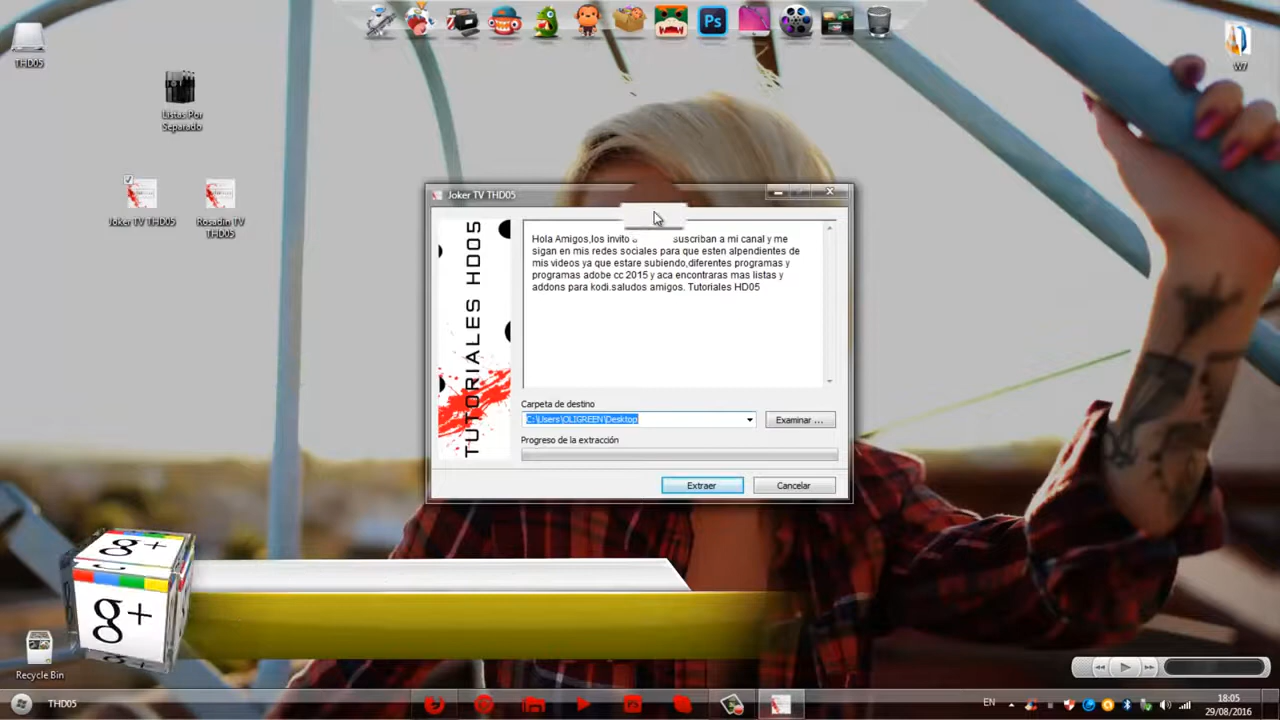 THD05
Listas Por
Separado
Joker TV THD05
Rosadin TV
THD05
Ps
W7
Joker TV THD05
TUTORIALES HD05
Hola Amigos,los invito a suscriban a mi canal y me
sigan en mis redes sociales para que esten alpendientes de
mis videos ya que estare subiendo,diferentes programas y
programas adobe cc 2015 y aca encontraras mas listas y
addons para kodi.saludos amigos. Tutoriales HD05
Carpeta de destino
C:\Users\OLIGREEN\Desktop
Examinar ...
Progreso de la extracción
Extraer
Cancelar
g+
g+
Recycle Bin
THD05
EN
18:05
29/08/2016